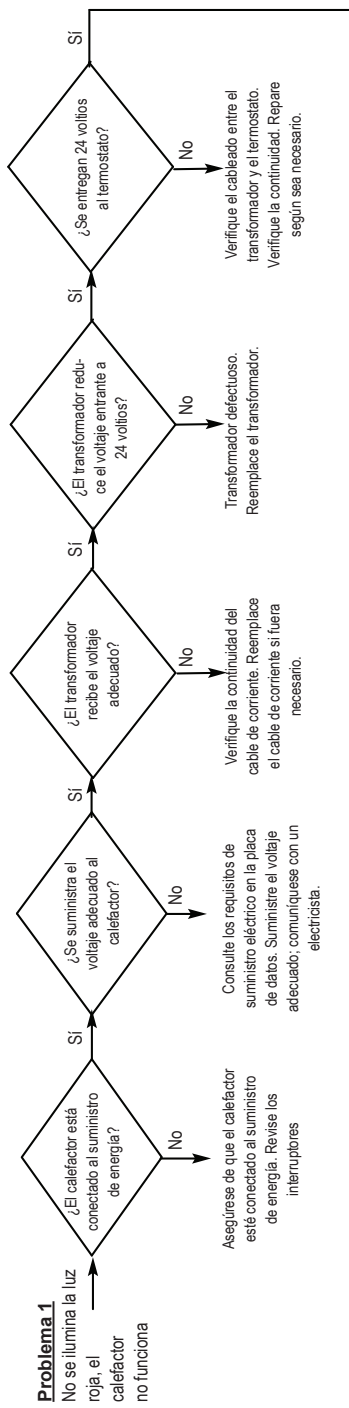 Problema 1
No se ilumina la luz
roja, el
calefactor
no funciona
¿El calefactor está
conectado al suministro
de energía?
Sí
No
Asegúrese de que el calefactor
esté conectado al suministro
de energía. Revise los
interruptores
¿Se suministra el
voltaje adecuado al
calefactor?
Sí
No
Consulte los requisitos de
suministro eléctrico en la placa
de datos. Suministre el voltaje
adecuado; comuníquese con un
electricista.
¿El transformador
recibe el voltaje
adecuado?
Sí
No
Verifique la continuidad del
cable de corriente. Reemplace
el cable de corriente si fuera
necesario.
¿El transformador redu-
ce el voltaje entrante a
24 voltios?
Sí
No
Transformador defectuoso.
Reemplace el transformador.
¿Se entregan 24 voltios
al termostato?
Sí
No
Verifique el cableado entre el
transformador y el termostato.
Verifique la continuidad. Repare
según sea necesario.